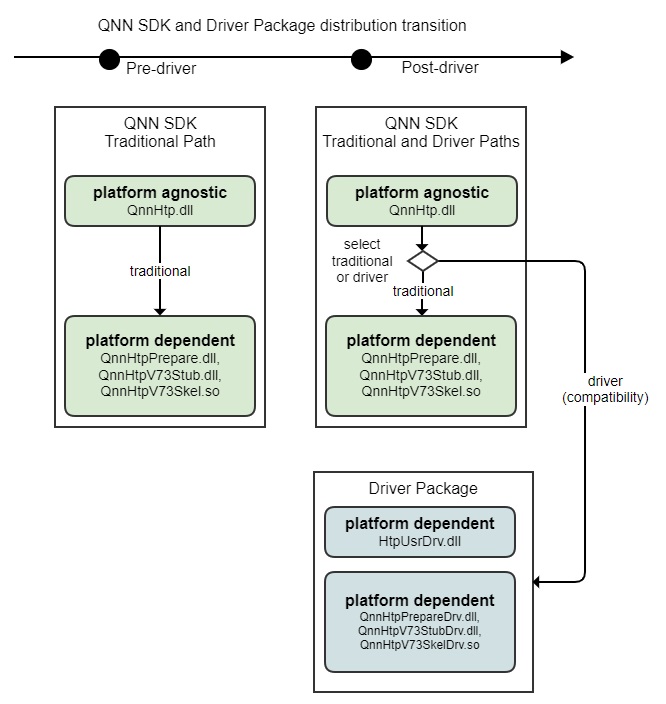 QNN SDK and Driver Package distribution transition
Pre-driver
Post-driver
QNN SDK
Traditional Path
platform agnostic
QnnHtp.dll
traditional
platform dependent
QnnHtpPrepare.dll,
QnnHtpV73Stub.dll,
QnnHtpV73Skel.so
QNN SDK
Traditional and Driver Paths
platform agnostic
QnnHtp.dll
select
traditional
or driver
traditional
platform dependent
QnnHtpPrepare.dll,
QnnHtpV73Stub.dll,
QnnHtpV73Skel.so
driver
(compatibility)
Driver Package
platform dependent
HtpUsrDrv.dll
platform dependent
QnnHtpPrepareDrv.dll,
QnnHtpV73StubDrv.dll,
QnnHtpV73SkelDrv.so